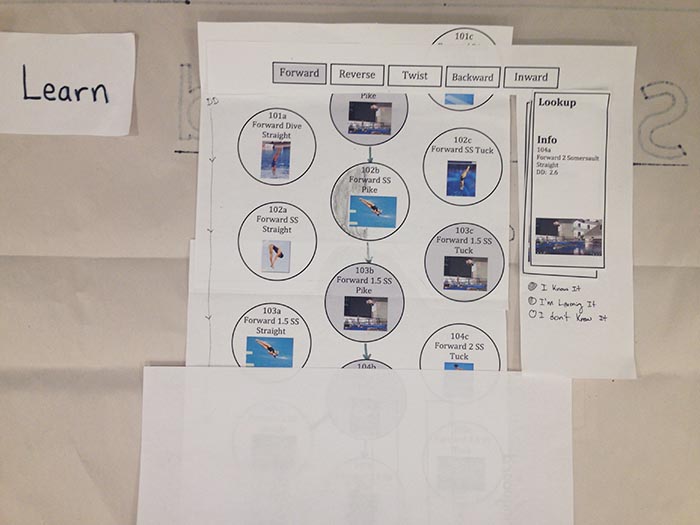 Learn
101c
Forward
Reverse
Twist
Backward
Inward
DD
Pike
101a
Forward Dive
Straight
102c
Forward SS Tuck
102b
Forward SS
Pike
102a
Forward SS
Straight
103c
Forward 1.5 SS
Tuck
103b
Forward 1.5 SS
Pike
103a
Forward 1.5 SS
Straight
104c
Forward 2 SS
Tuck
104b
Lookup
Info
104a
Forward 2 Somersault
Straight
DD: 2.6
I Know It
I'm Learning It
I don't Know It